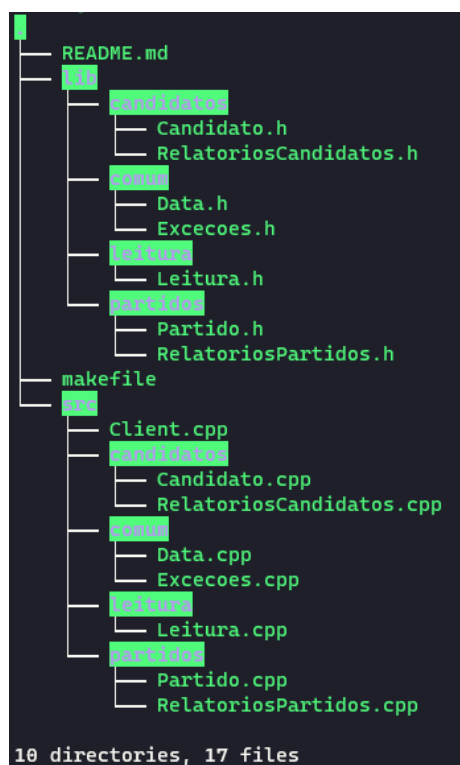 .
├── README.md
├── lib
│   ├── candidatos
│   │   ├── Candidato.h
│   │   └── RelatoriosCandidatos.h
│   ├── comum
│   │   ├── Data.h
│   │   └── Excecoes.h
│   ├── leitura
│   │   └── Leitura.h
│   └── partidos
│       ├── Partido.h
│       └── RelatoriosPartidos.h
├── makefile
└── src
    ├── Client.cpp
    ├── candidatos
    │   ├── Candidato.cpp
    │   └── RelatoriosCandidatos.cpp
    ├── comum
    │   ├── Data.cpp
    │   └── Excecoes.cpp
    ├── leitura
    │   └── Leitura.cpp
    └── partidos
        ├── Partido.cpp
        └── RelatoriosPartidos.cpp
10 directories, 17 files